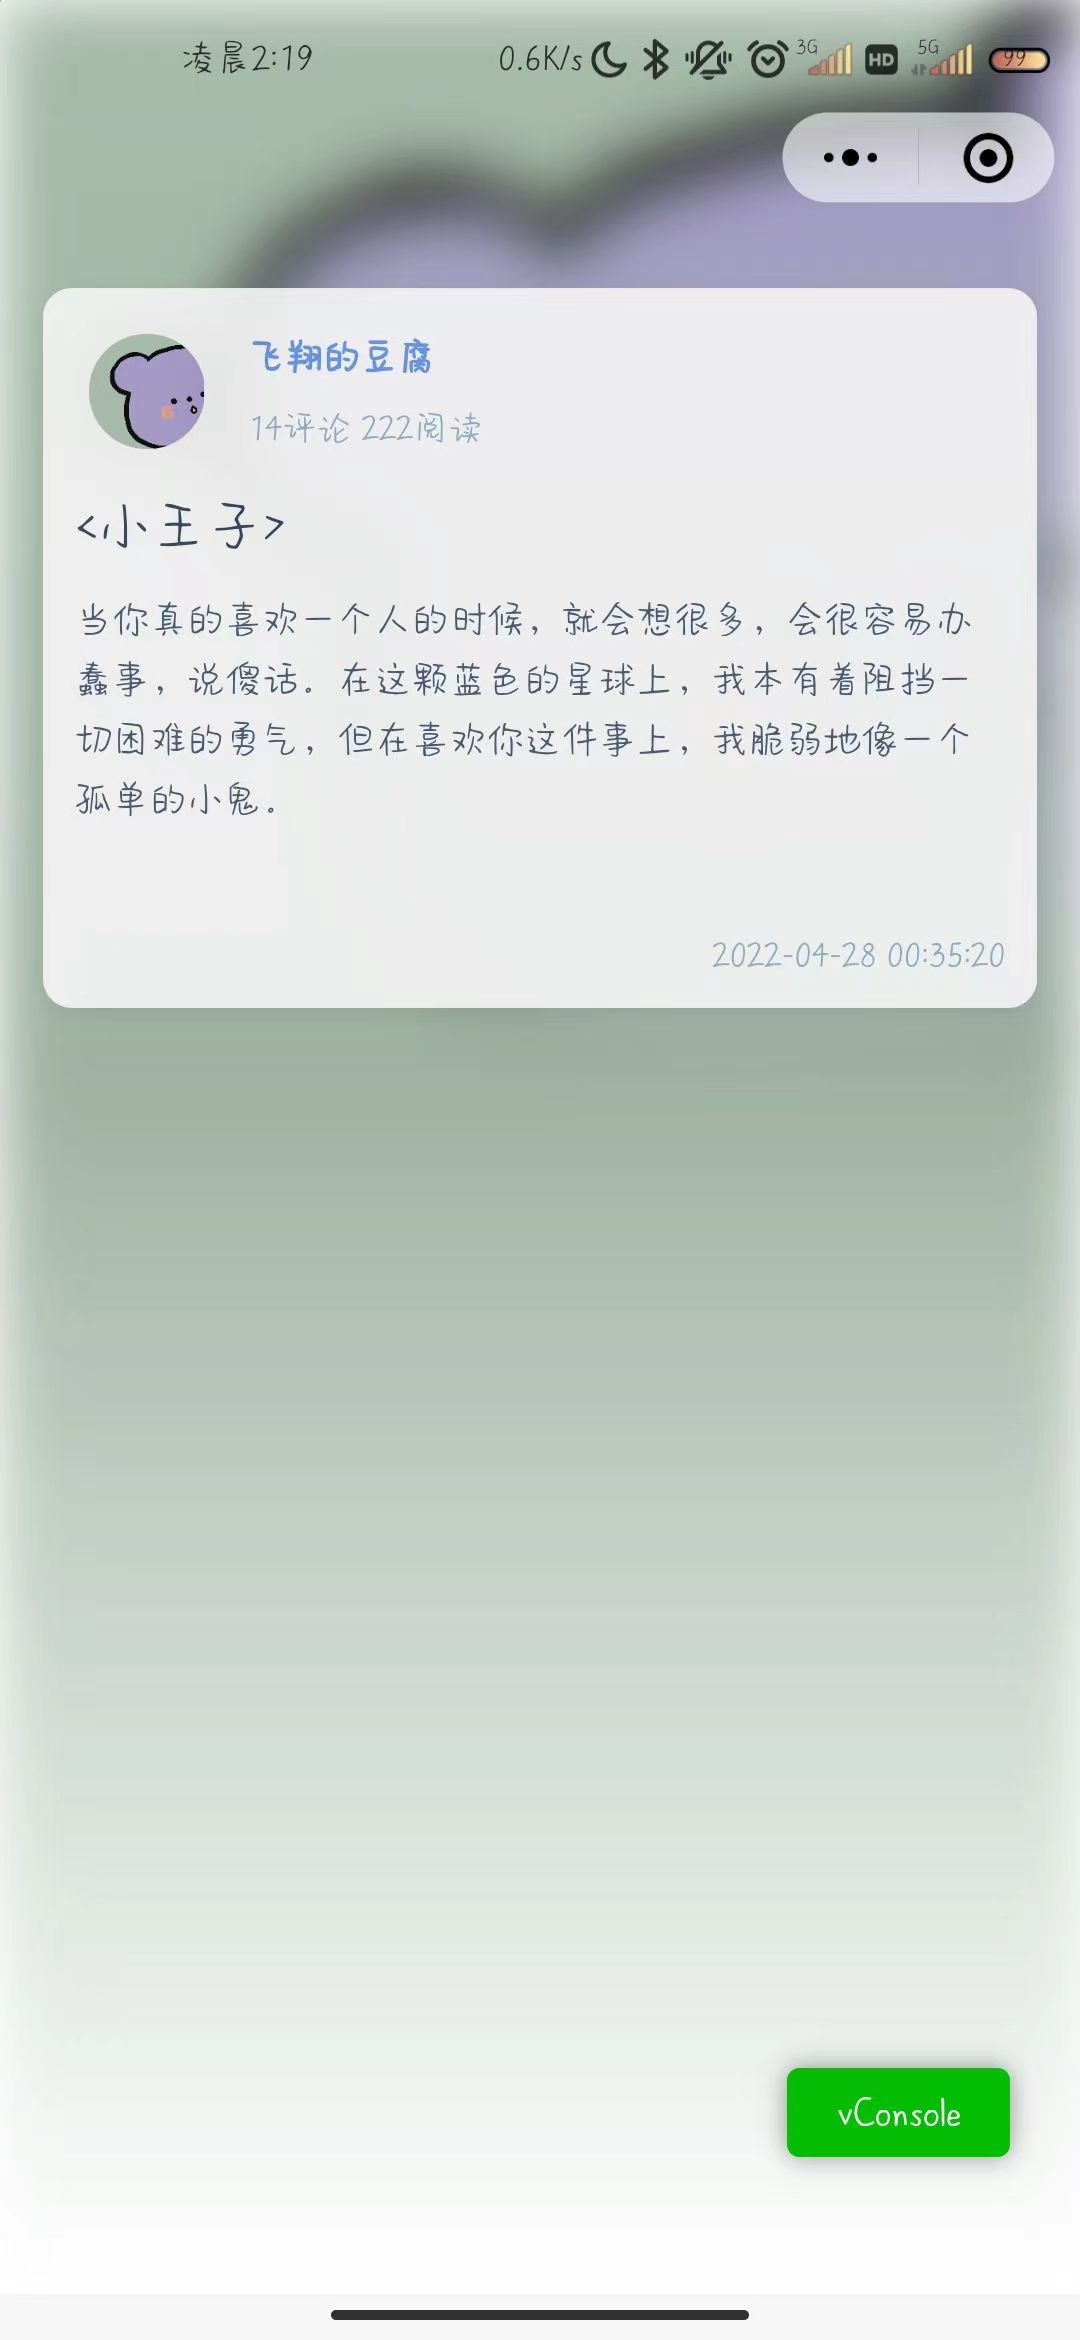 凌晨2:19 0.6K/s 3G HD 5G 99
飞翔的豆腐
14评论 222阅读
<小王子>
当你真的喜欢一个人的时候，就会想很多，会很容易办
蠢事，说傻话。在这颗蓝色的星球上，我本有着阻挡一
切困难的勇气，但在喜欢你这件事上，我脆弱地像一个
孤单的小鬼。
2022-04-28 00:35:20
vConsole